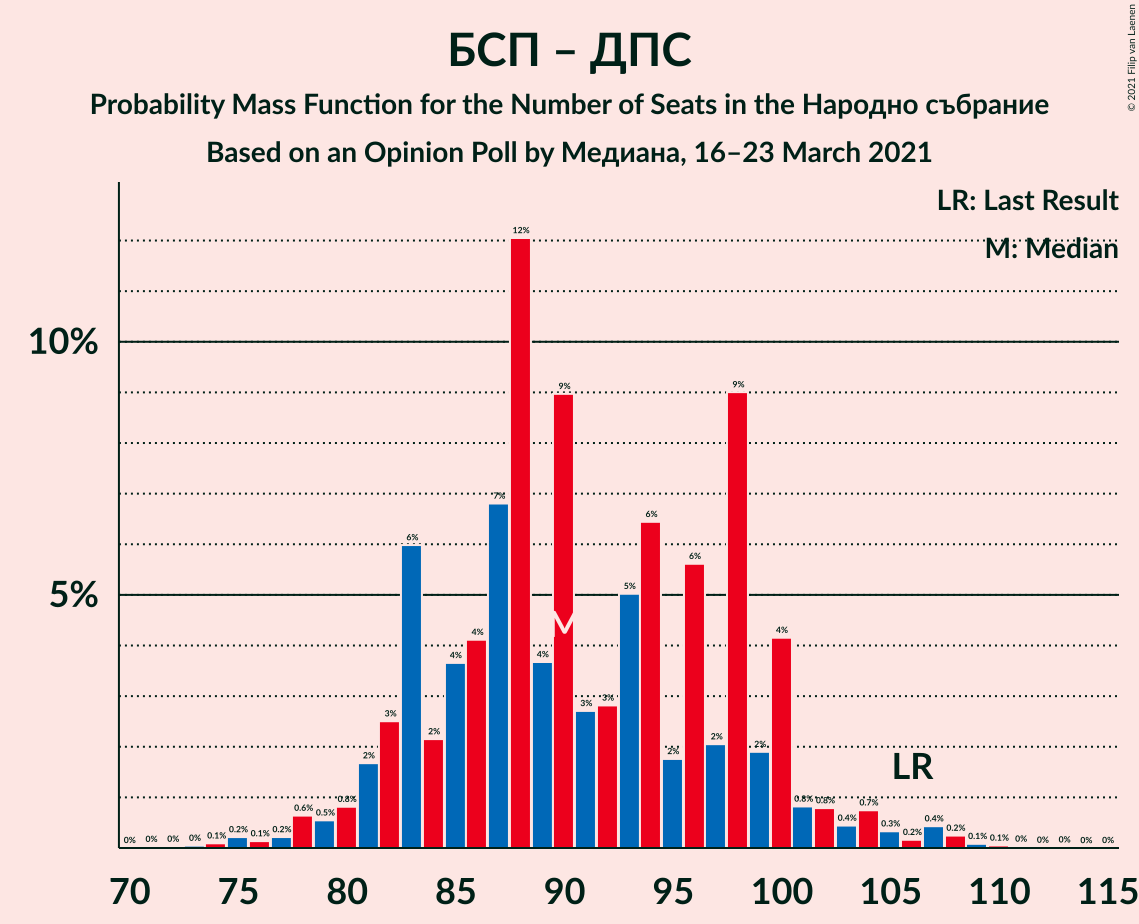 БСП – ДПС
Probability Mass Function for the Number of Seats in the Народно събрание
Based on an Opinion Poll by Медиана, 16–23 March 2021
© 2021 Filip van Laenen
LR: Last Result
M: Median
10%
5%
0% 0% 0% 0% 0.1% 0.2% 0.1% 0.2% 0.6% 0.5% 0.8% 2% 3% 6% 2% 4% 4% 7% 12% 4% 9% 3% 3% 5% 6% 2% 6% 2% 9% 2% 4% 0.8% 0.8% 0.4% 0.7% 0.3% 0.2% 0.4% 0.2% 0.1% 0.1% 0% 0% 0% 0% 0%
M
LR
70 75 80 85 90 95 100 105 110 115